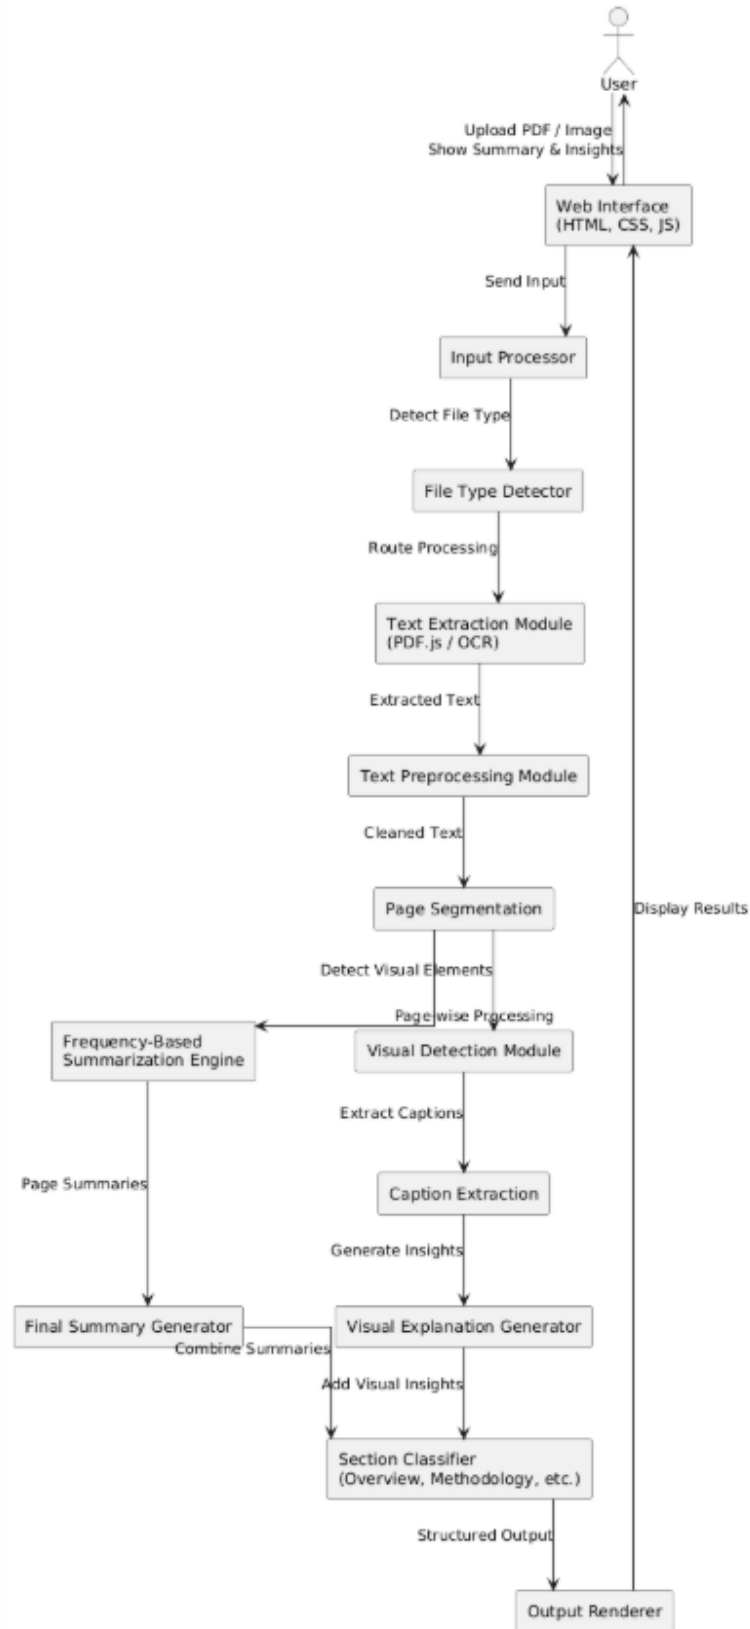 User
Upload PDF / Image
Show Summary & Insights
Web Interface
(HTML, CSS, JS)
Send Input
Input Processor
Detect File Type
File Type Detector
Route Processing
Text Extraction Module
(PDF.js / OCR)
Extracted Text
Text Preprocessing Module
Cleaned Text
Page Segmentation
Display Results
Detect Visual Elements
Page-wise Processing
Frequency-Based
Summarization Engine
Visual Detection Module
Extract Captions
Page Summaries
Caption Extraction
Generate Insights
Final Summary Generator
Visual Explanation Generator
Combine Summaries
Add Visual Insights
Section Classifier
(Overview, Methodology, etc.)
Structured Output
Output Renderer